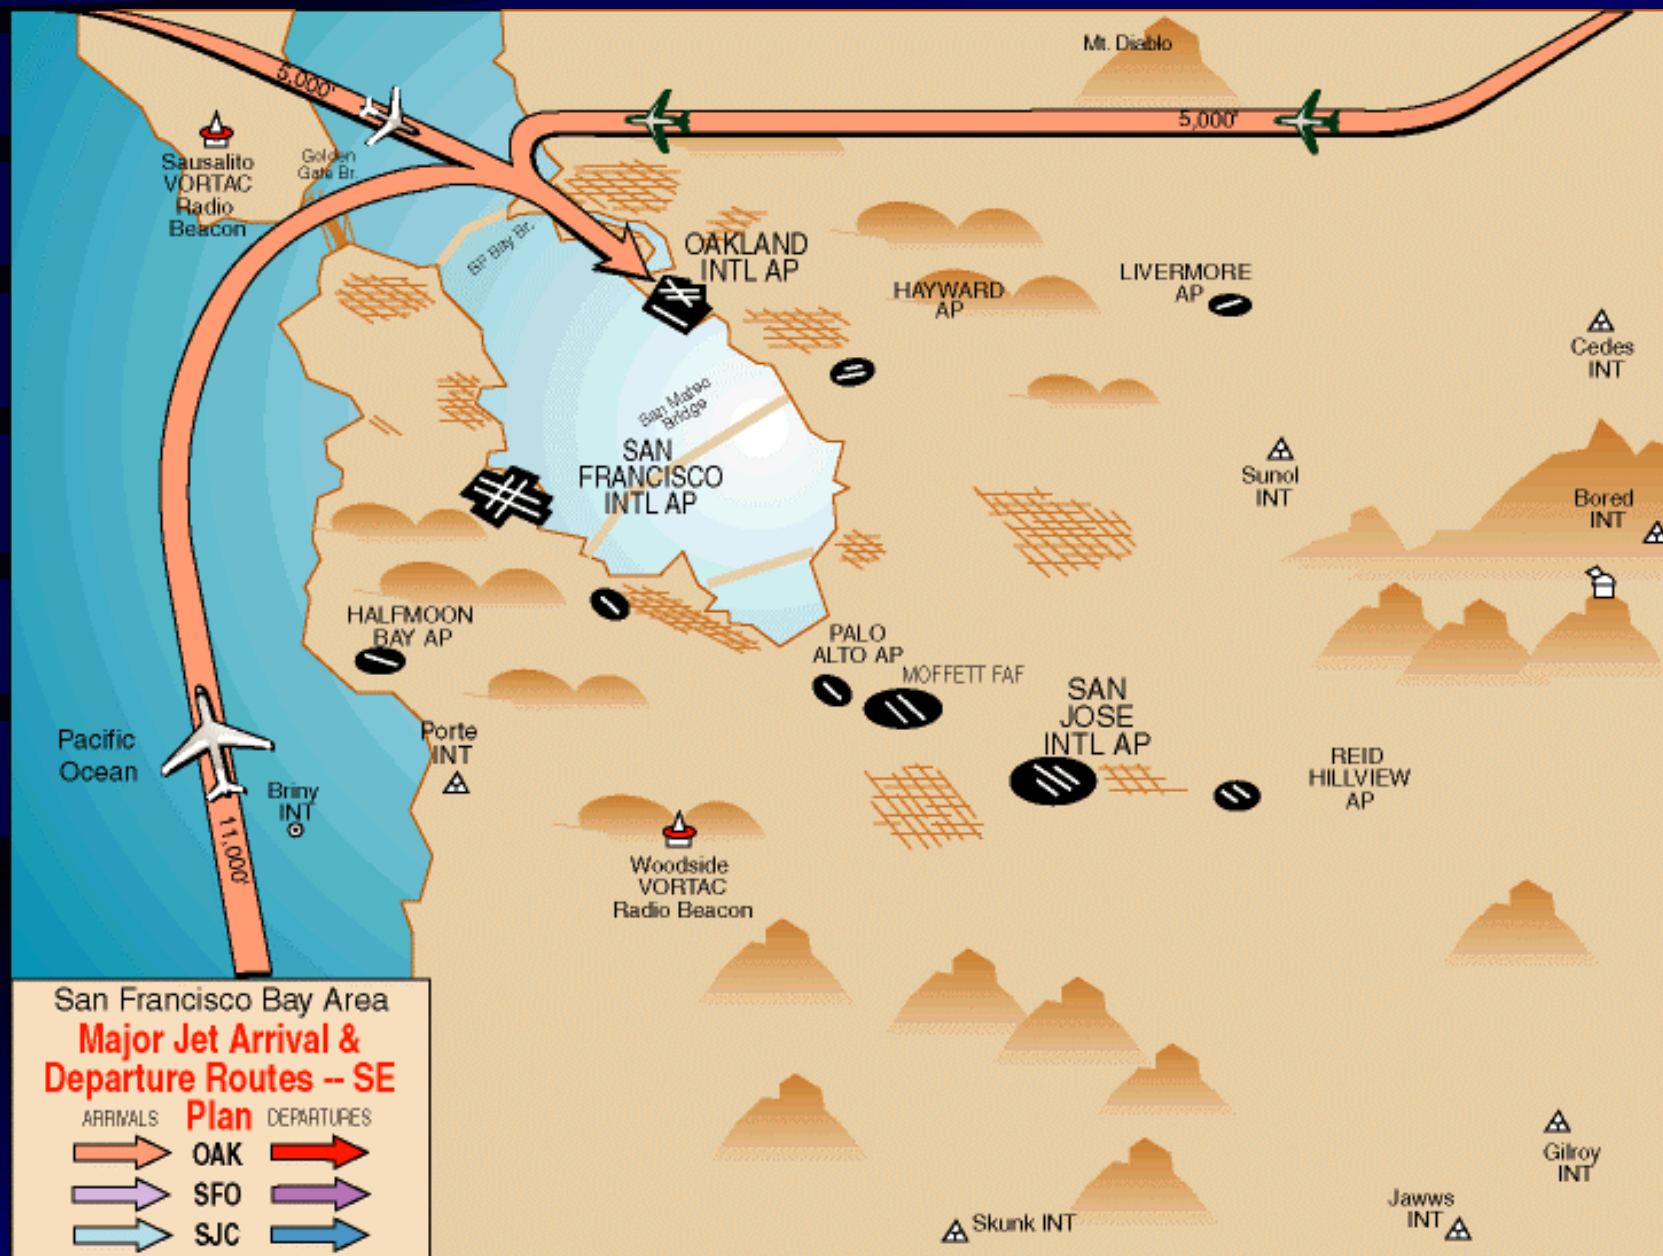 Mt. Diablo
5,000'
5,000'
Sausalito
VORTAC
Radio
Beacon
Golden
Gate Br.
SF Bay Br.
OAKLAND
INTL AP
HAYWARD
AP
LIVERMORE
AP
Cedes
INT
San Mateo
Bridge
SAN
FRANCISCO
INTL AP
Sunol
INT
Bored
INT
HALFMOON
BAY AP
PALO
ALTO AP
MOFFETT FAF
SAN
JOSE
INTL AP
REID
HILLVIEW
AP
Pacific
Ocean
Porte
INT
Briny
INT
11,000'
Woodside
VORTAC
Radio Beacon
San Francisco Bay Area
Major Jet Arrival &
Departure Routes -- SE
ARRIVALS Plan DEPARTURES
OAK
SFO
SJC
Gilroy
INT
Jawws
INT
Skunk INT